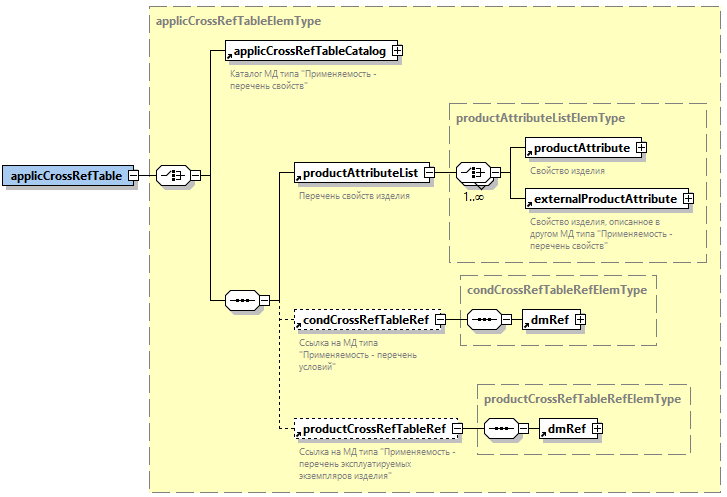 applicCrossRefTableElemType
applicCrossRefTableCatalog
Каталог МД типа "Применяемость -
перечень свойств"
productAttributeListElemType
productAttribute
Свойство изделия
applicCrossRefTable
productAttributeList
Перечень свойств изделия
1..∞
externalProductAttribute
Свойство изделия, описанное в
другом МД типа "Применяемость -
перечень свойств"
condCrossRefTableRefElemType
condCrossRefTableRef
dmRef
Ссылка на МД типа
"Применяемость - перечень
условий"
productCrossRefTableRefElemType
productCrossRefTableRef
dmRef
Ссылка на МД типа "Применяемость -
перечень эксплуатируемых
экземпляров изделия"